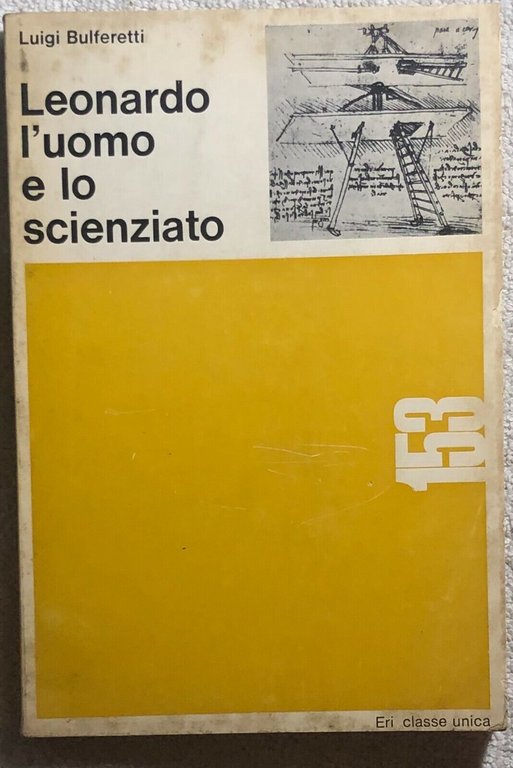 Luigi Bulferetti
Leonardo
l'uomo
e lo
scienziato
153
Eri classe unica